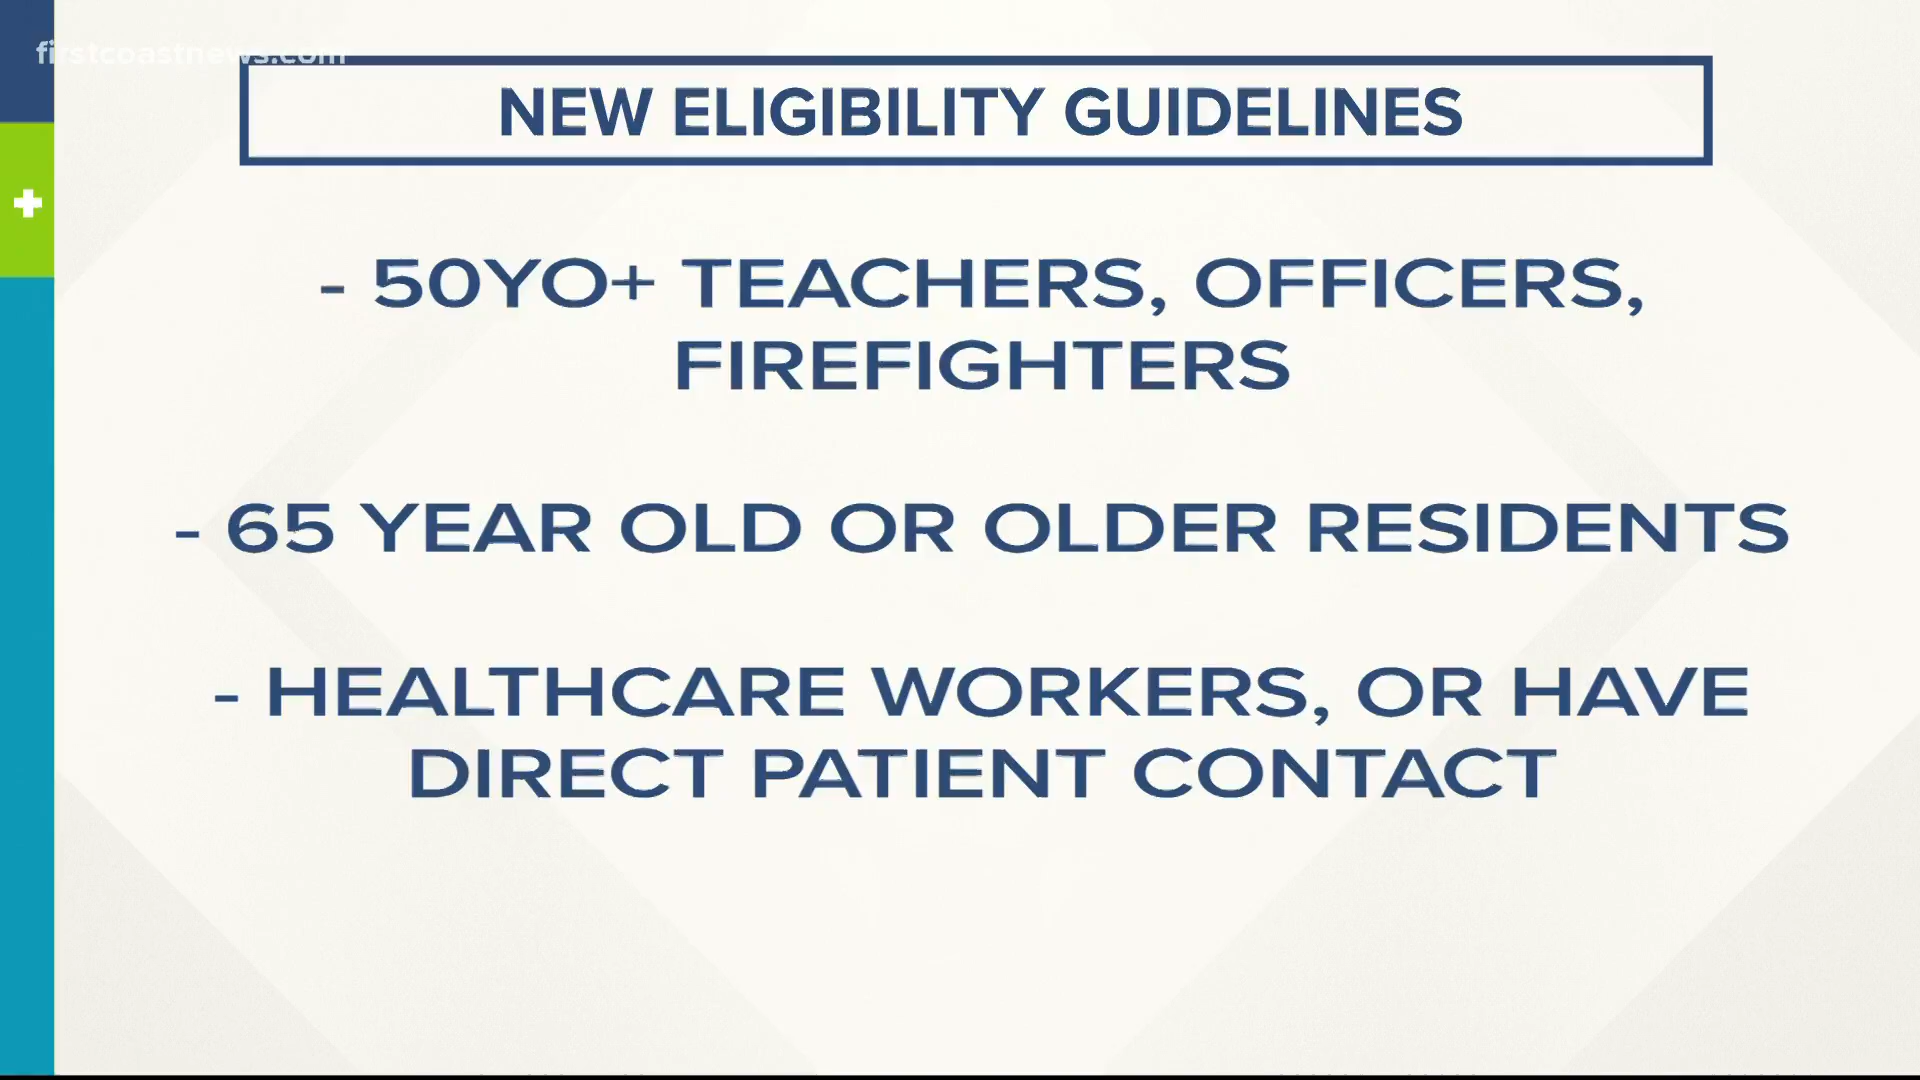 firstcoastnews.com
NEW ELIGIBILITY GUIDELINES
- 50YO+ TEACHERS, OFFICERS,
FIREFIGHTERS
- 65 YEAR OLD OR OLDER RESIDENTS
- HEALTHCARE WORKERS, OR HAVE
DIRECT PATIENT CONTACT